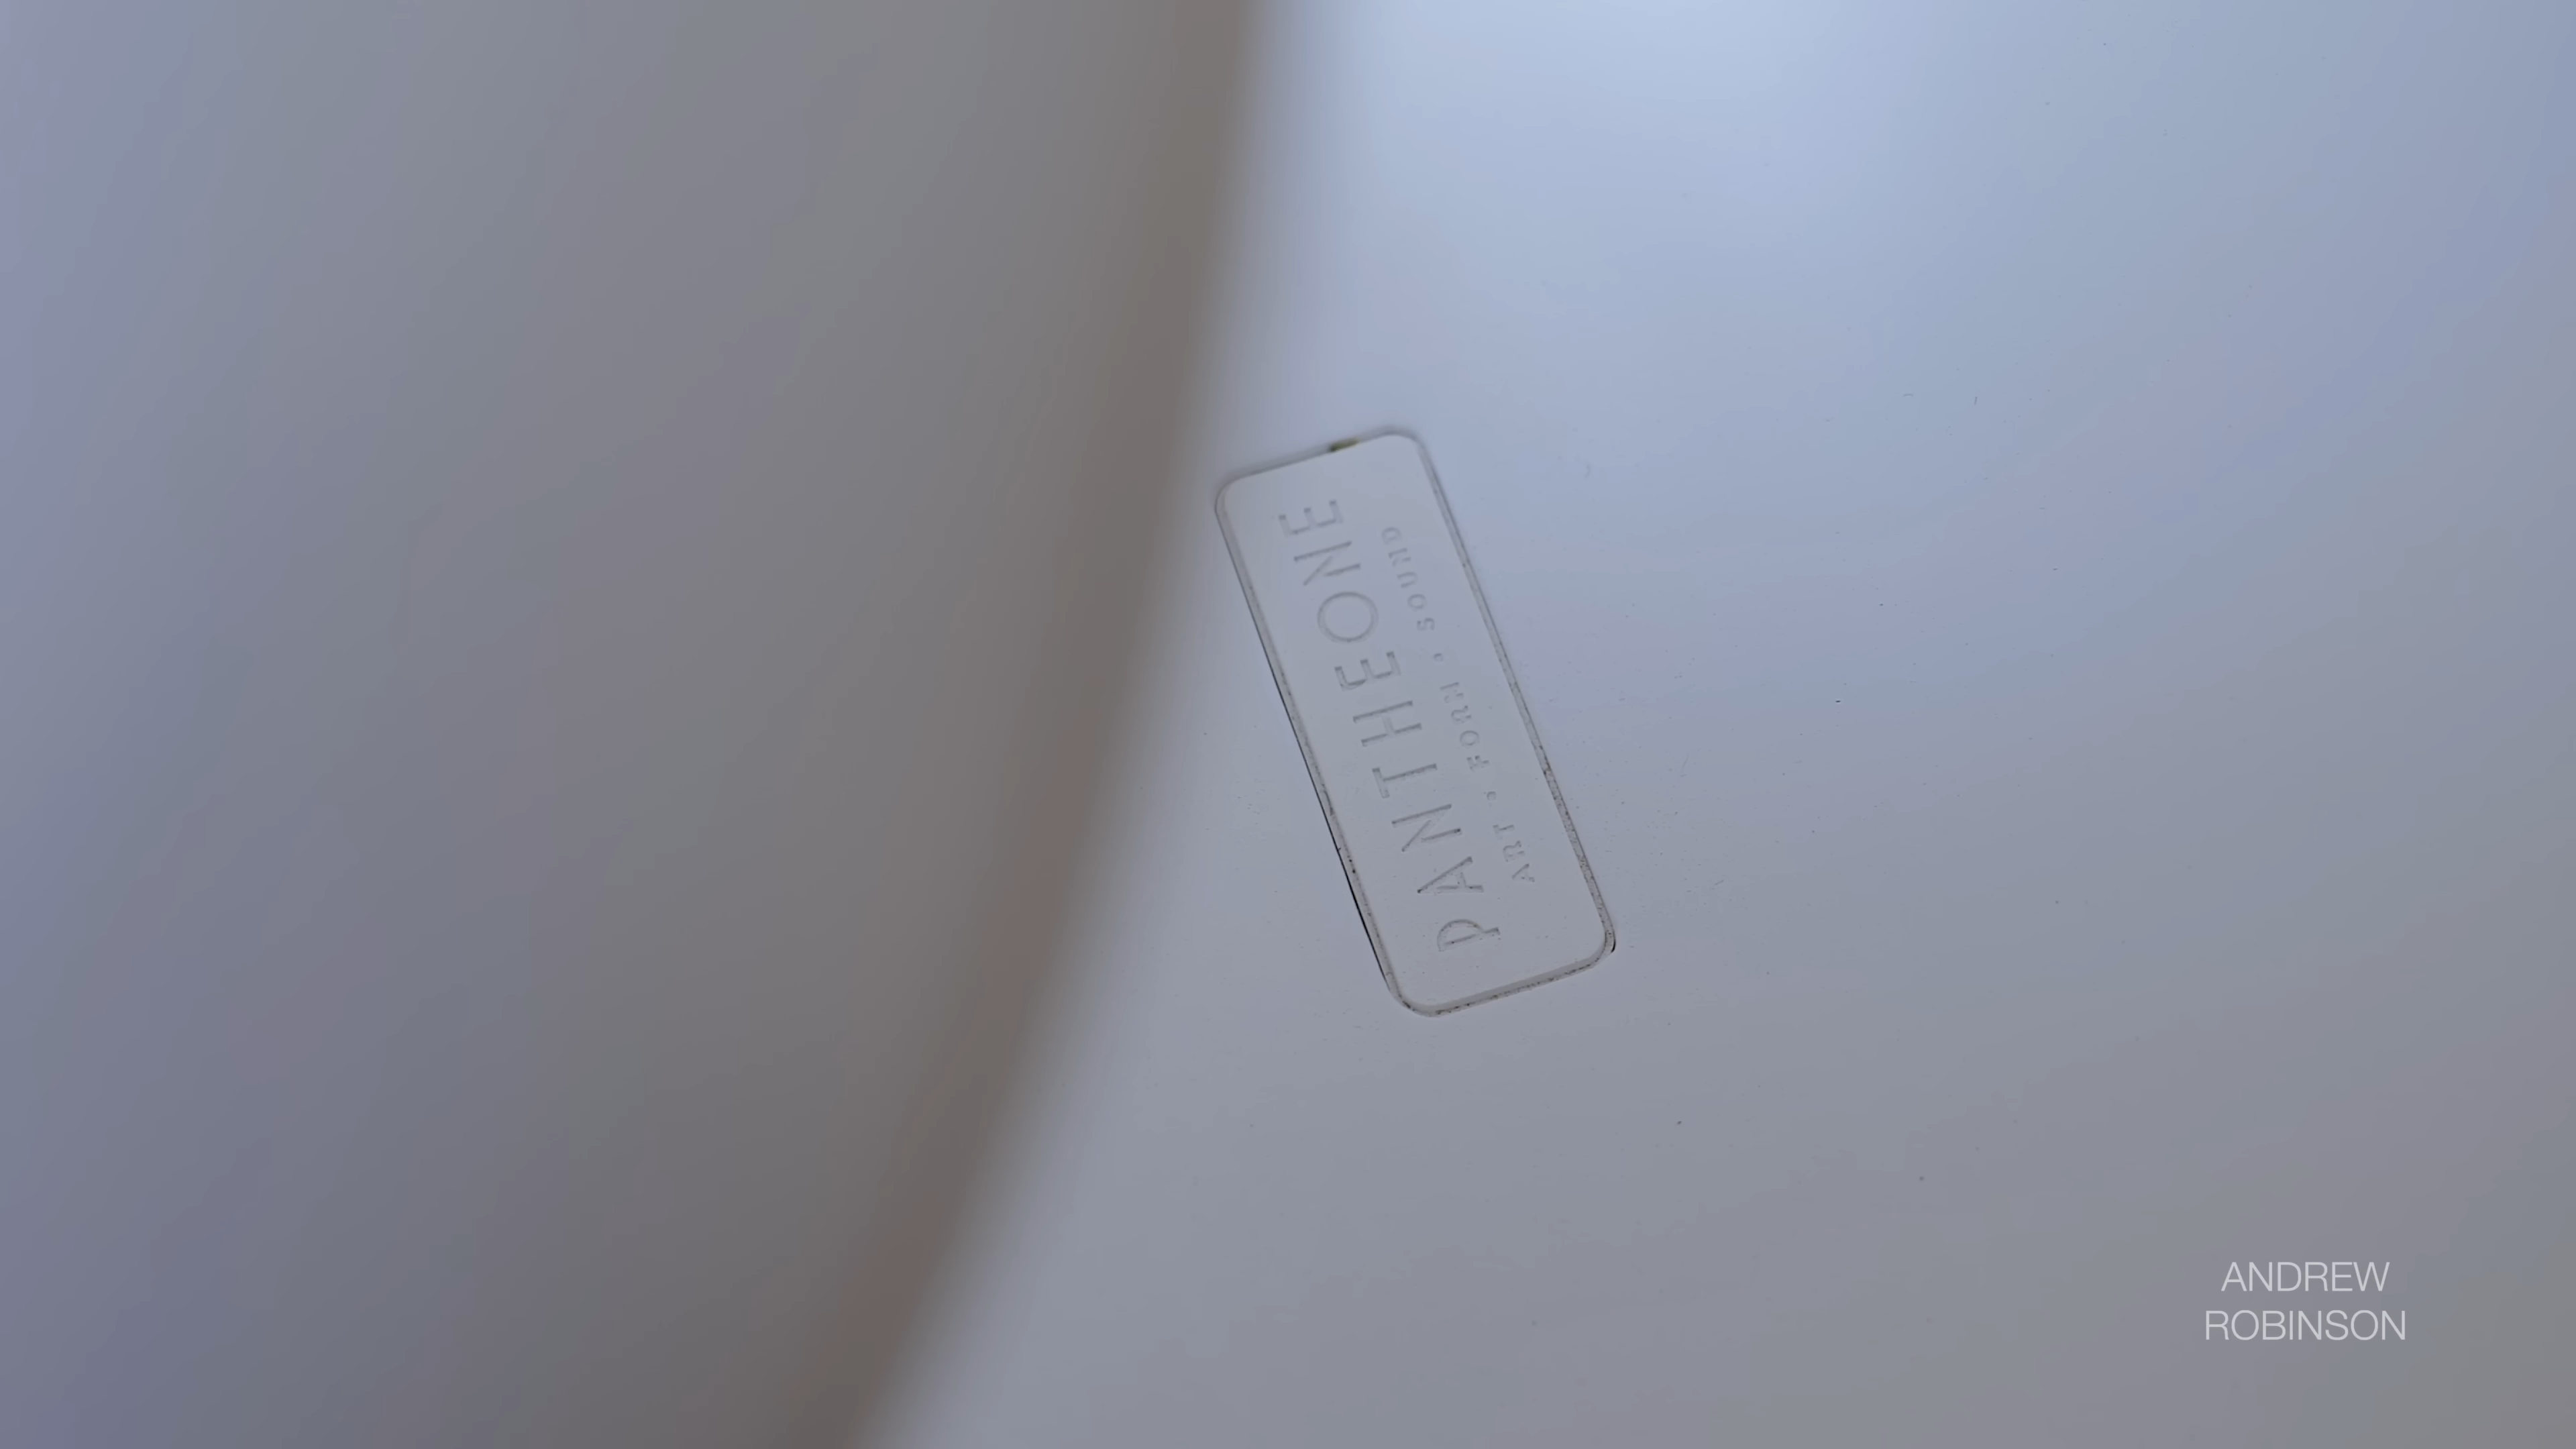 PANTHEONE
ART • FORM • SOUND
ANDREW
ROBINSON